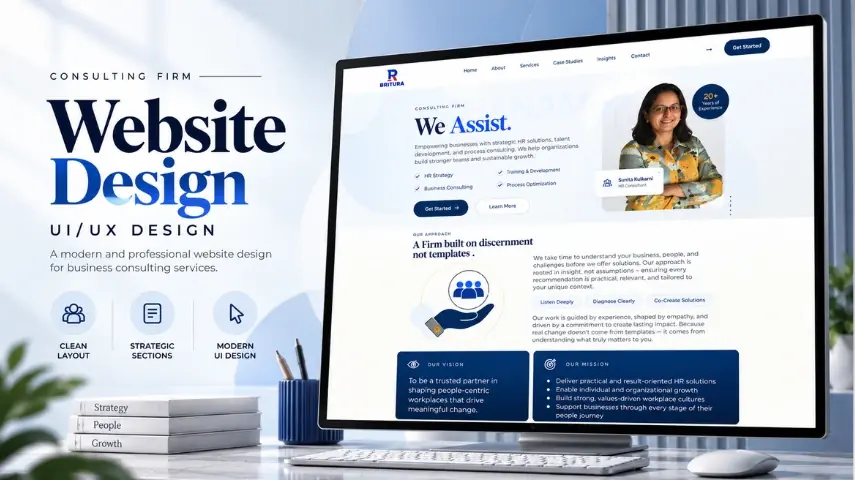 CONSULTING FIRM
Website
Design
UI/UX DESIGN
A modern and professional website design
for business consulting services.
CLEAN
LAYOUT
STRATEGIC
SECTIONS
MODERN
UI DESIGN
Strategy
People
Growth
R
BRITURA
Home
About
Services
Case Studies
Insights
Contact
→
Get Started
CONSULTING FIRM
We Assist.
Empowering businesses with strategic HR solutions, talent
development, and process consulting. We help organizations
build stronger teams and sustainable growth.
✓ HR Strategy
✓ Training & Development
✓ Business Consulting
✓ Process Optimization
Get Started →
Learn More
20+
Years of
Experience
Sunita Kulkarni
HR Consultant
OUR APPROACH
A Firm built on discernment
not templates .
We take time to understand your business, people, and
challenges before we offer solutions. Our approach is
rooted in insight, not assumptions – ensuring every
recommendation is practical, relevant, and tailored to
your unique context.
Listen Deeply
Diagnose Clearly
Co-Create Solutions
Our work is guided by experience, shaped by empathy, and
driven by a commitment to create lasting impact. Because
real change doesn't come from templates — it comes from
understanding what truly matters to you.
OUR VISION
To be a trusted partner in
shaping people-centric
workplaces that drive
meaningful change.
OUR MISSION
• Deliver practical and result-oriented HR solutions
• Enable individual and organizational growth
• Build strong, values-driven workplace cultures
• Support businesses through every stage of their
people journey